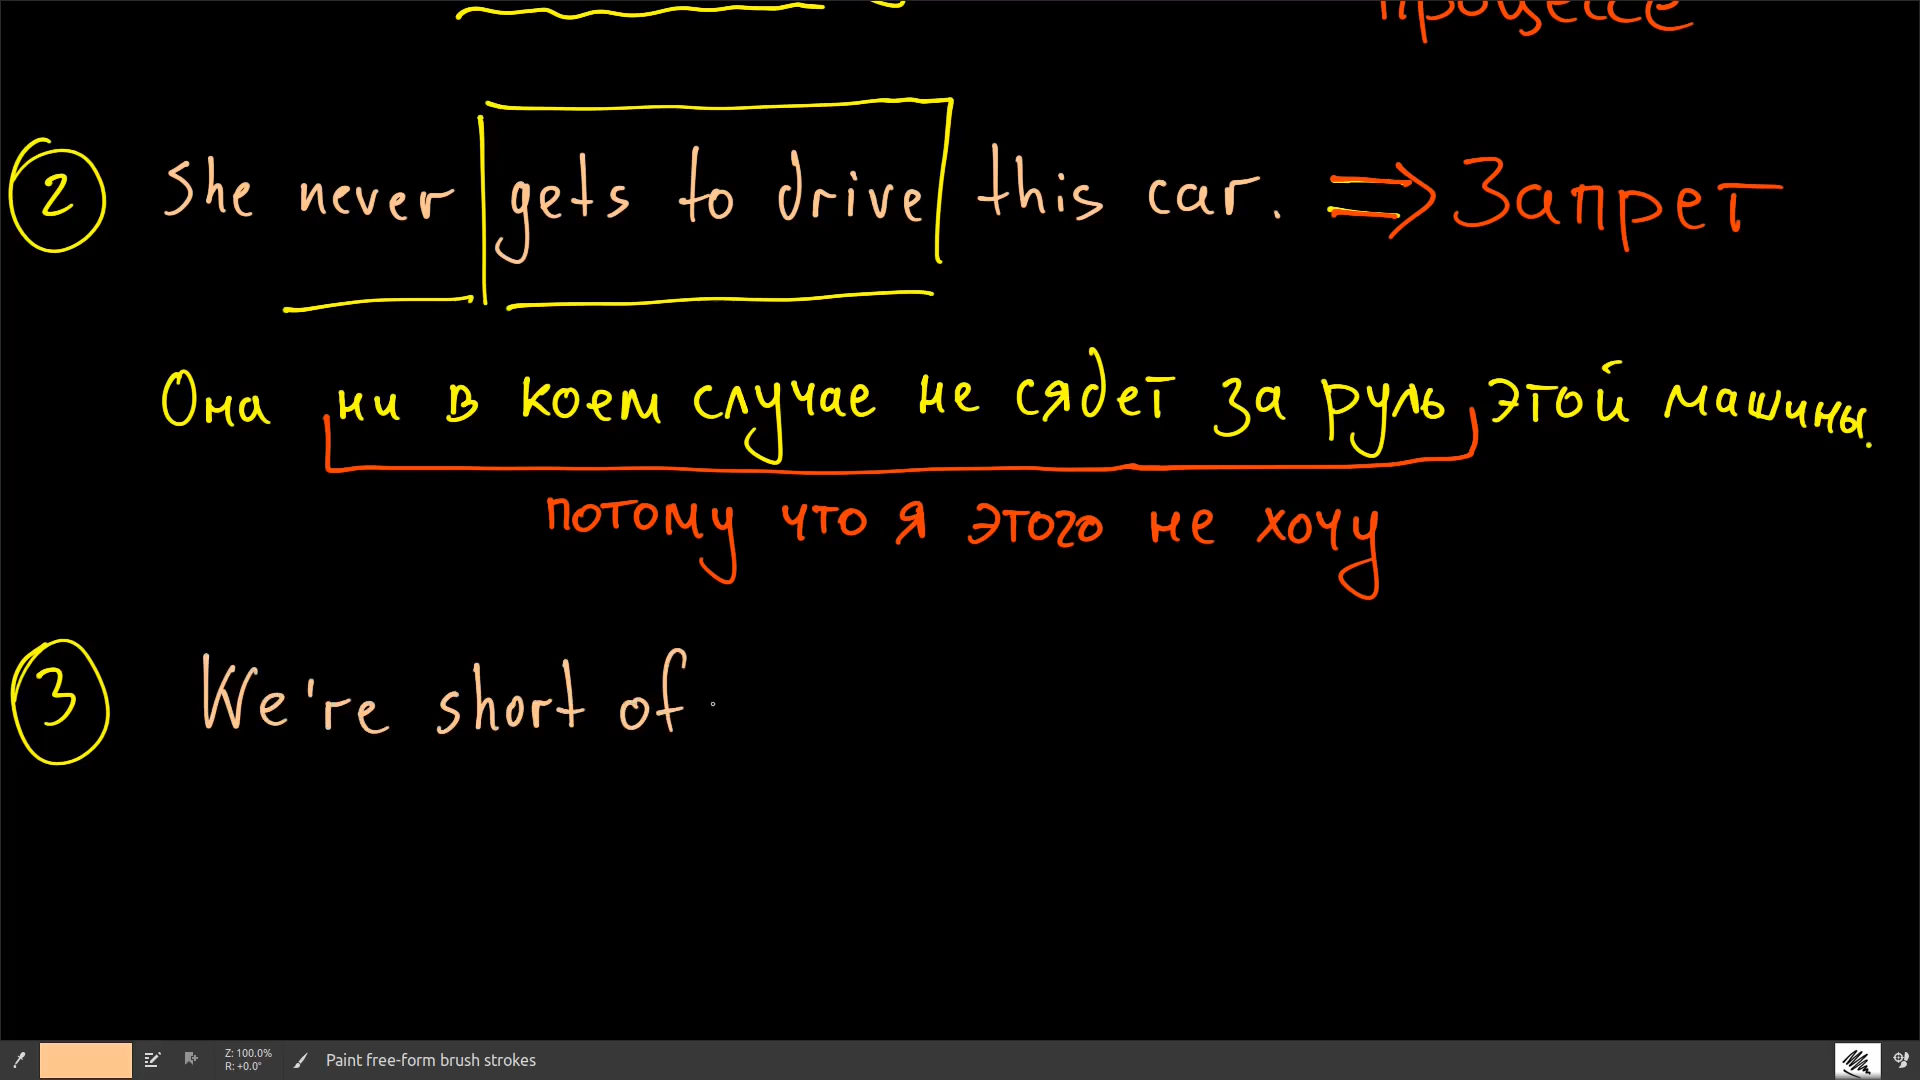 процессе
2 She never gets to drive this car. ⇒ Запрет
Она ни в коем случае не сядет за руль этой машины.
потому что я этого не хочу
3 We're short of
Z: 100.0%
R: +0.0°
Paint free-form brush strokes